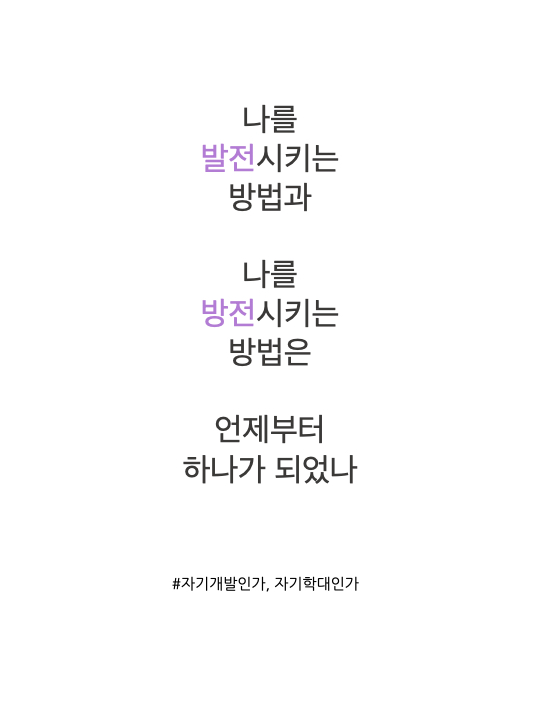 나를
발전시키는
방법과
나를
방전시키는
방법은
언제부터
하나가 되었나
#자기개발인가, 자기학대인가